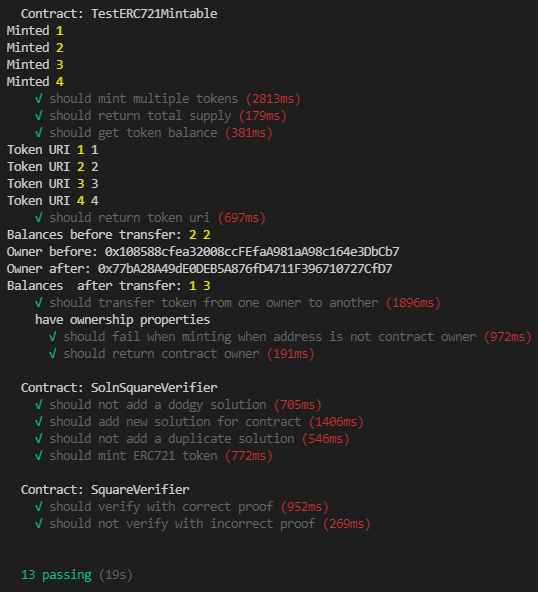 Contract: TestERC721Mintable
Minted 1
Minted 2
Minted 3
Minted 4
√ should mint multiple tokens (2813ms)
√ should return total supply (179ms)
√ should get token balance (381ms)
Token URI 1 1
Token URI 2 2
Token URI 3 3
Token URI 4 4
√ should return token uri (697ms)
Balances before transfer: 2 2
Owner before: 0x108588cfea32008ccFEfaA981aA98c164e3DbCb7
Owner after: 0x77bA28A49dE0DEB5A876fD4711F396710727CfD7
Balances  after transfer: 1 3
√ should transfer token from one owner to another (1896ms)
have ownership properties
√ should fail when minting when address is not contract owner (972ms)
√ should return contract owner (191ms)
Contract: SolnSquareVerifier
√ should not add a dodgy solution (705ms)
√ should add new solution for contract (1406ms)
√ should not add a duplicate solution (546ms)
√ should mint ERC721 token (772ms)
Contract: SquareVerifier
√ should verify with correct proof (952ms)
√ should not verify with incorrect proof (269ms)
13 passing (19s)